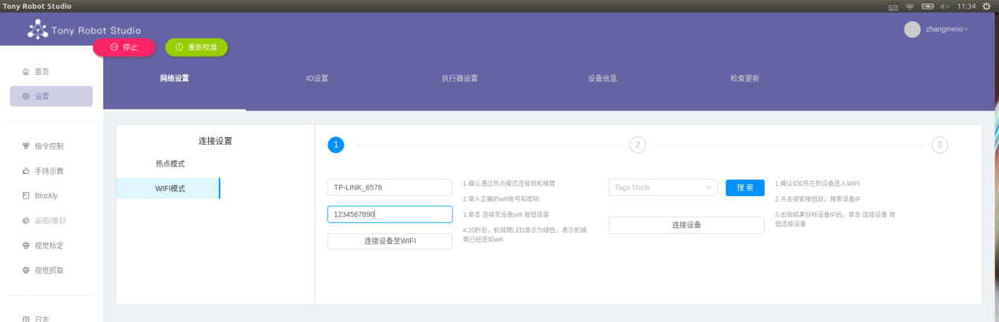 Tony Robot Studio
11:34
Tony Robot Studio
zhangmeixi
停止
重新校准
首页
设置
指令控制
手持示教
Blockly
画图/雕刻
视觉标定
视觉抓取
日志
网络设置
IO设置
执行器设置
设备信息
检查更新
连接设置
热点模式
WIFI模式
1
2
3
TP-LINK_6578
1234567890
连接设备至WIFI
1.确认通过热点模式连接到机械臂
2.填入正确的wifi账号和密码
3.单击 连接至设备wifi 按钮连接
4.20秒后，机械臂LED显示为绿色，表示机械
臂已经连如wifi
Tags Mode
搜 索
连接设备
1.确认IDE所在的设备连入WIFI
2.点击搜索按钮后，搜索设备IP
3.出现结果目标设备IP后，单击 连接设备 按
钮连接设备